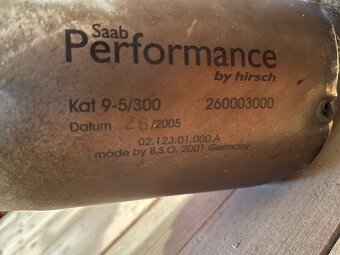 Saab
Performance
by hirsch
Kat 9-5/300 260003000
Datum 28/2005
02.123.01.000.A
made by B.S.O. 2001 Germany